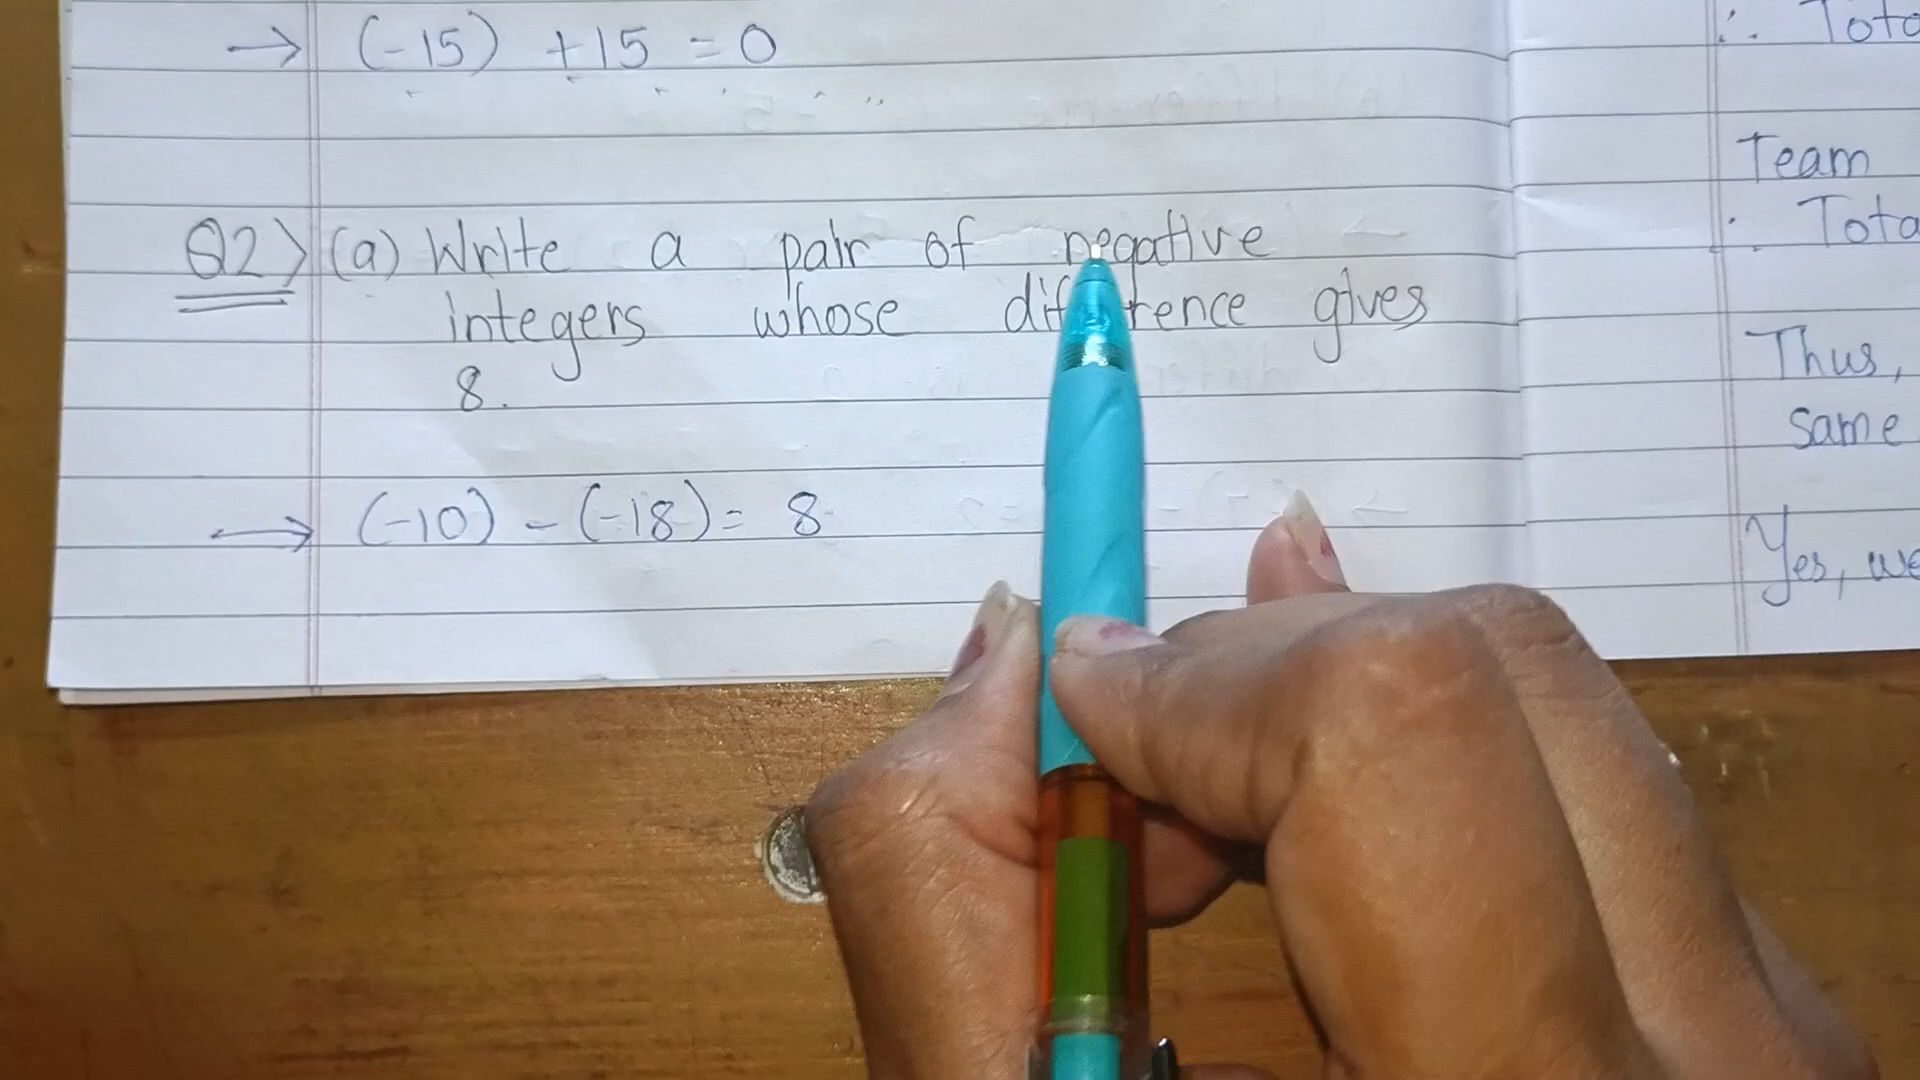 → (-15) +15 = 0
Q2> (a) Write a pair of negative
integers whose difference gives
8.
→ (-10) - (-18) = 8
∴ Tota
Team
: Tota
Thus,
same
Yes, we